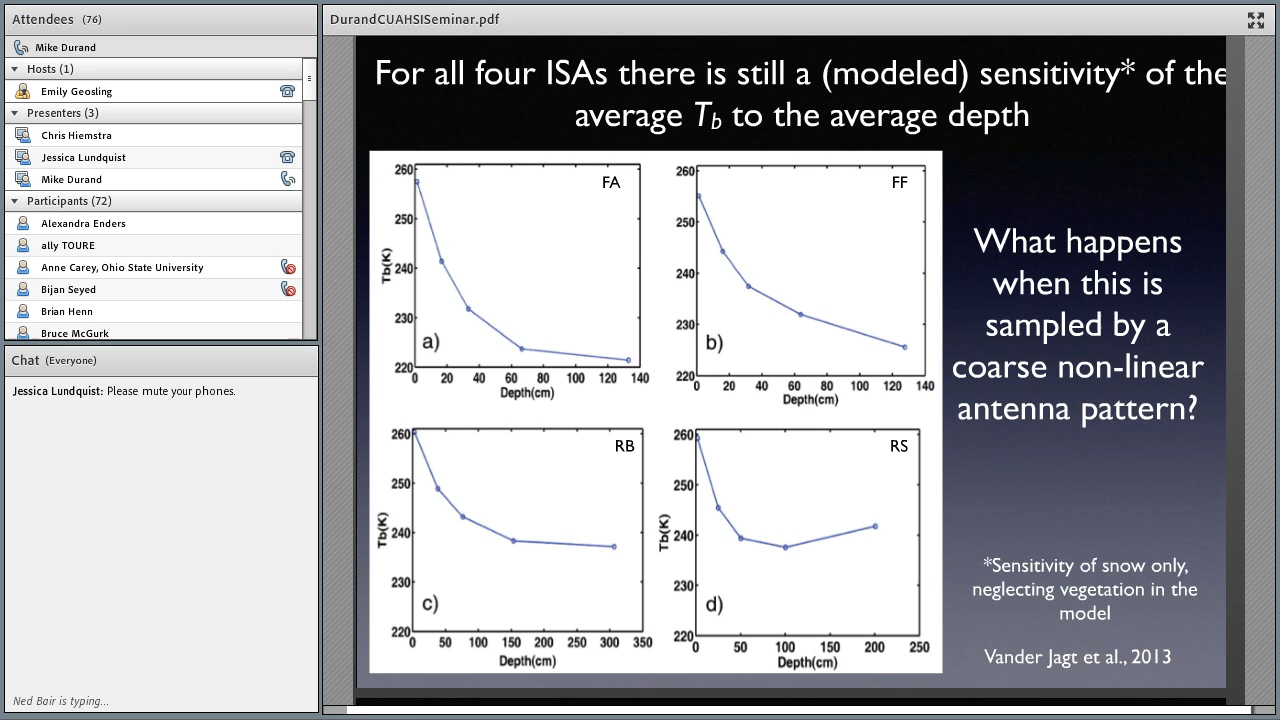 Attendees (76)
Mike Durand
Hosts (1)
Emily Geosling
Presenters (3)
Chris Hiemstra
Jessica Lundquist
Mike Durand
Participants (72)
Alexandra Enders
ally TOURE
Anne Carey, Ohio State University
Bijan Seyed
Brian Henn
Bruce McGurk
Chat (Everyone)
Jessica Lundquist: Please mute your phones.
Ned Bair is typing...
DurandCUAHSISeminar.pdf
For all four ISAs there is still a (modeled) sensitivity* of the
average Tb to the average depth
FA
260
250
240
230
220
Tb(K)
a)
0 20 40 60 80 100 120 140
Depth(cm)
FF
260
250
240
230
220
b)
0 20 40 60 80 100 120 140
Depth(cm)
RB
260
250
240
230
220
Tb(K)
c)
0 50 100 150 200 250 300 350
Depth(cm)
RS
260
250
240
230
220
Tb(K)
d)
0 50 100 150 200 250
Depth(cm)
What happens
when this is
sampled by a
coarse non-linear
antenna pattern?
*Sensitivity of snow only,
neglecting vegetation in the
model
Vander Jagt et al., 2013